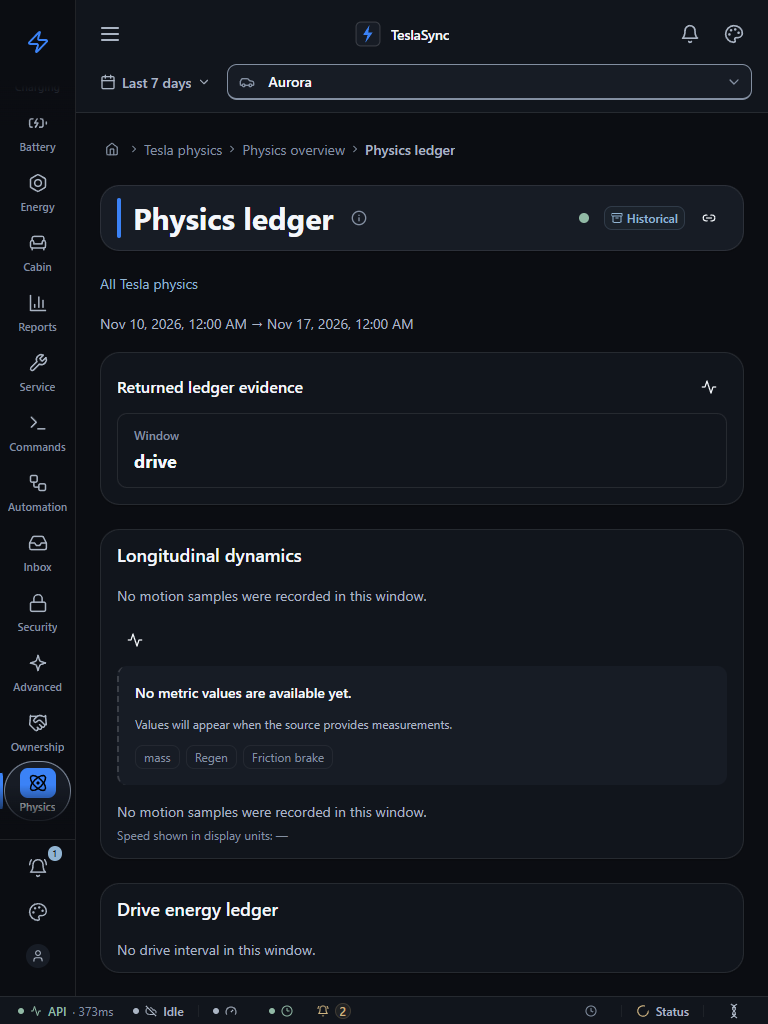 TeslaSync
Last 7 days
Aurora
Charging
Battery
Energy
Cabin
Reports
Service
Commands
Automation
Inbox
Security
Advanced
Ownership
Physics
1
Tesla physics
Physics overview
Physics ledger
Physics ledger
Historical
All Tesla physics
Nov 10, 2026, 12:00 AM → Nov 17, 2026, 12:00 AM
Returned ledger evidence
Window
drive
Longitudinal dynamics
No motion samples were recorded in this window.
No metric values are available yet.
Values will appear when the source provides measurements.
mass Regen Friction brake
No motion samples were recorded in this window.
Speed shown in display units: —
Drive energy ledger
No drive interval in this window.
API · 373ms Idle 2 Status